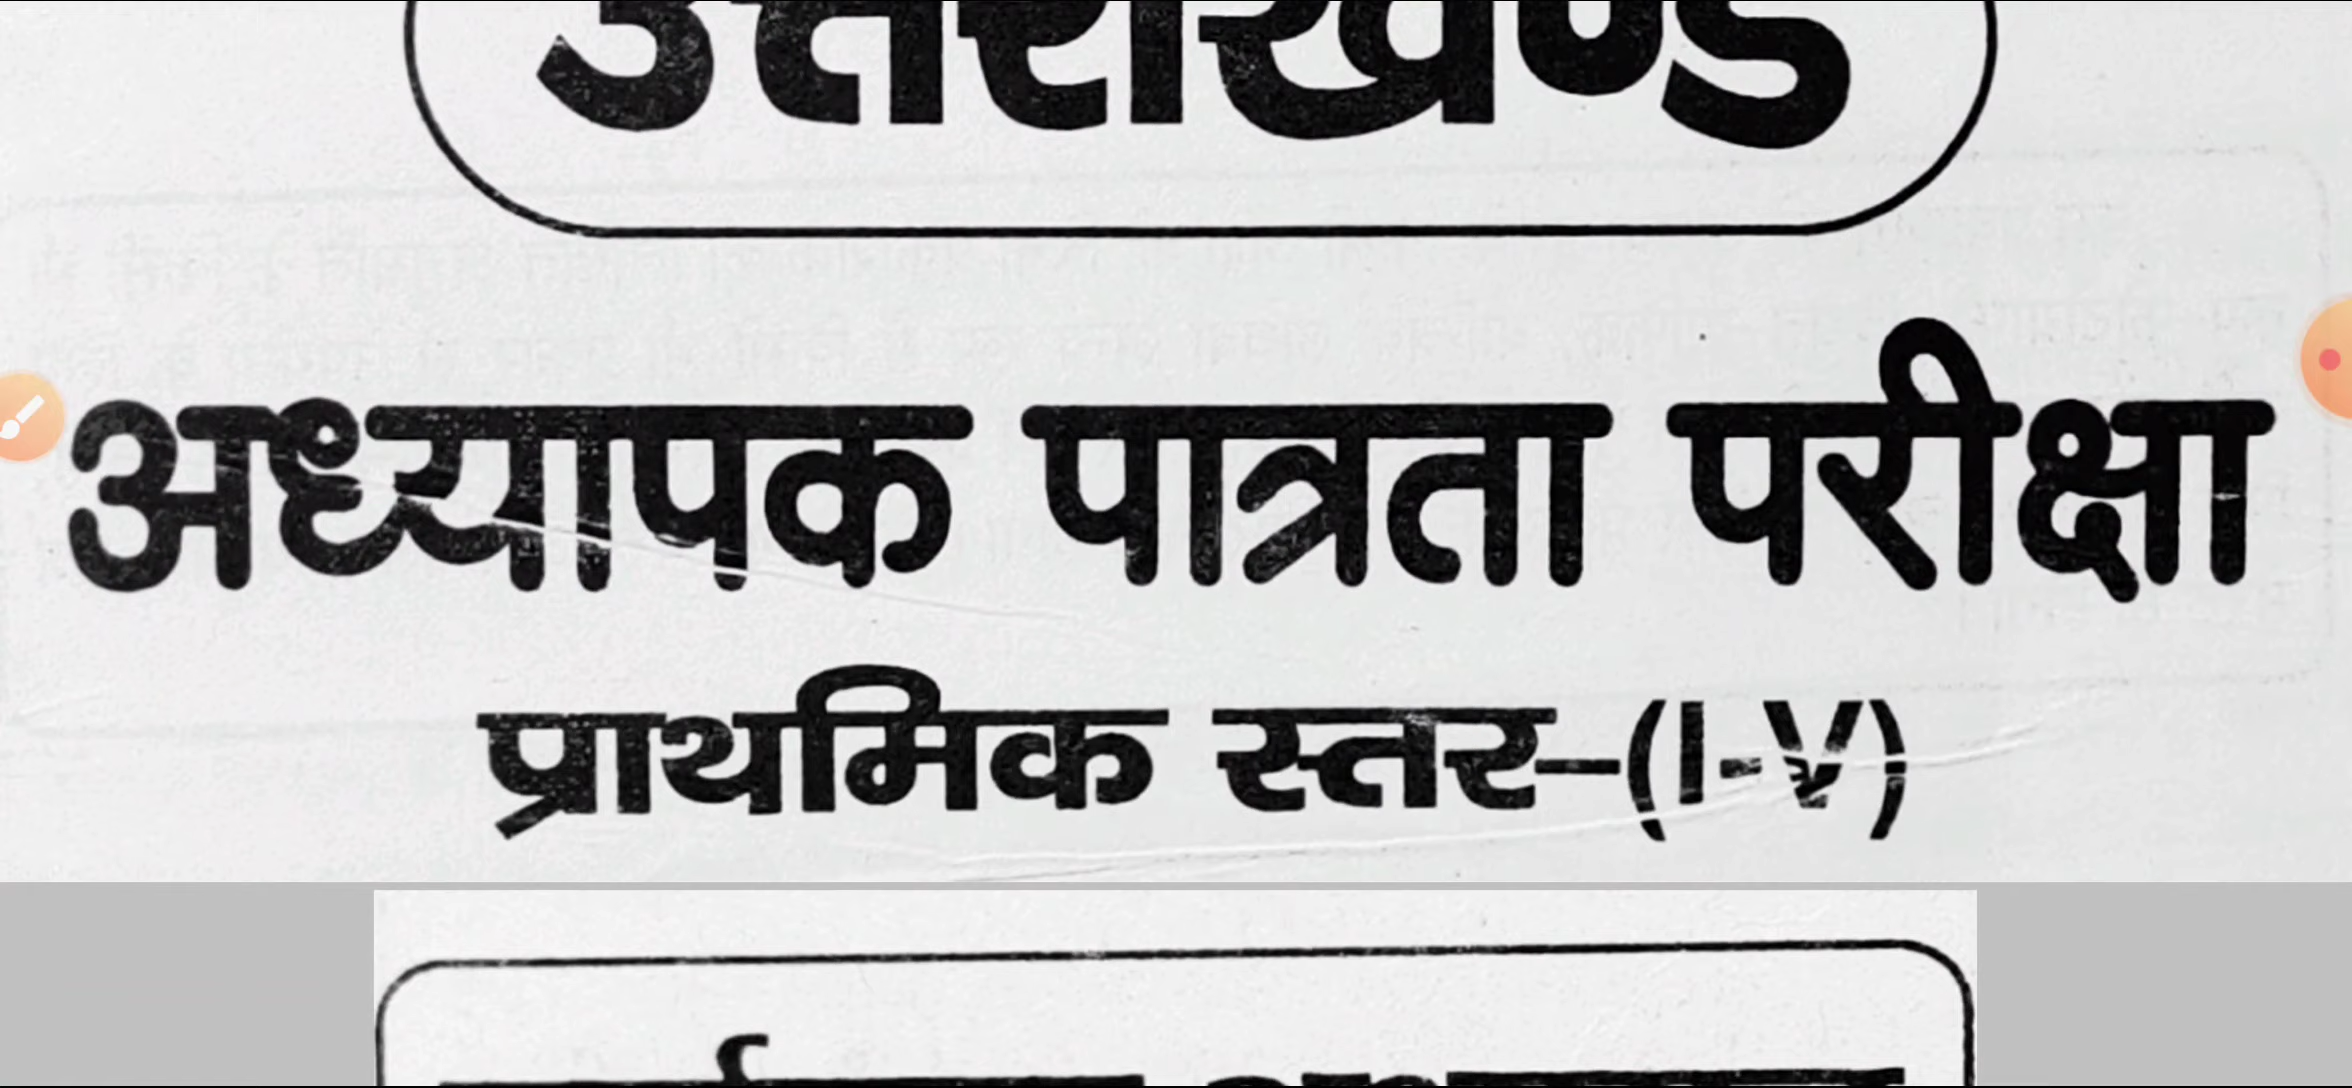 उत्तराखण्ड
अध्यापक पात्रता परीक्षा
प्राथमिक स्तर–(I-V)